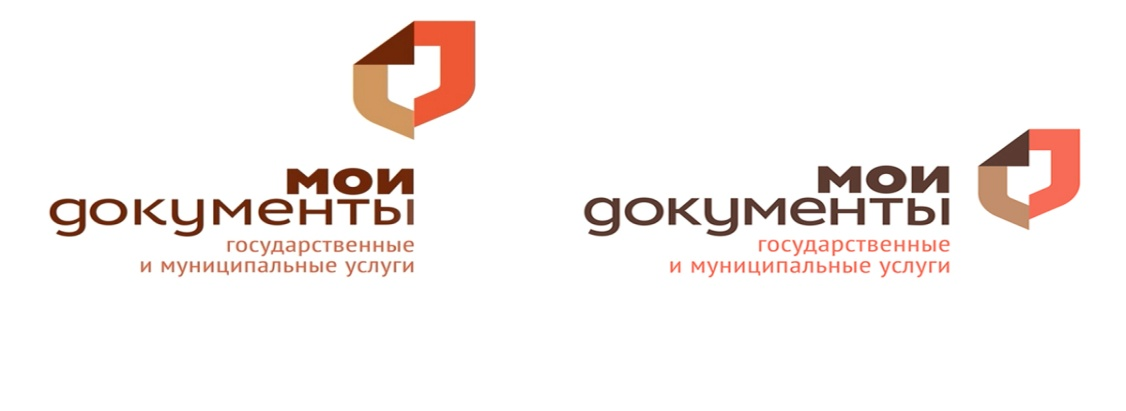 мои
документы
государственные
и муниципальные услуги
мои
документы
государственные
и муниципальные услуги